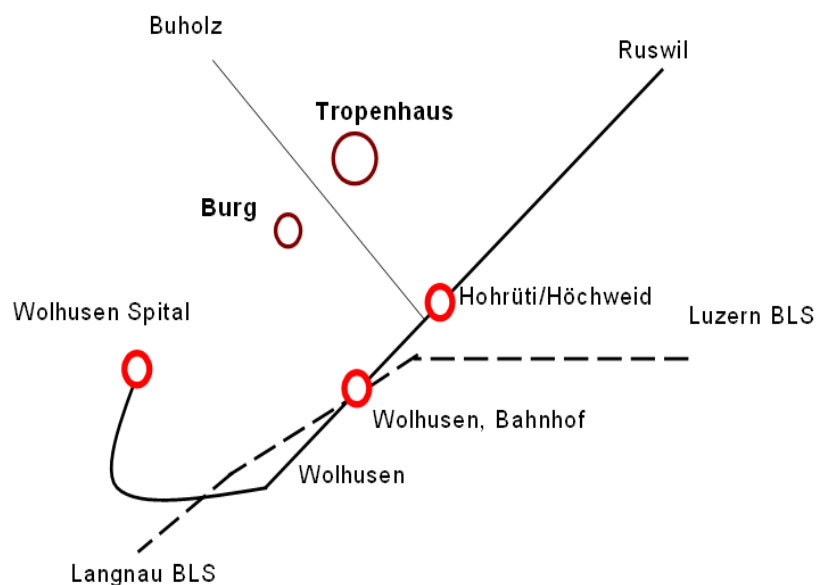 Buholz
Ruswil
Tropenhaus
Burg
Hohrüti/Höchweid
Wolhusen Spital
Luzern BLS
Wolhusen, Bahnhof
Wolhusen
Langnau BLS